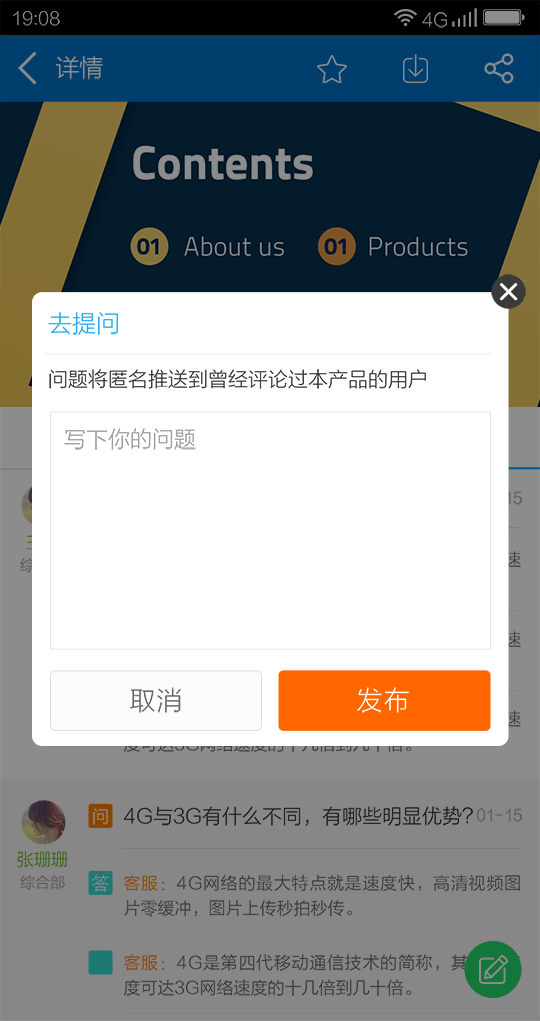 19:08
4G
详情
Contents
01 About us 01 Products
去提问
问题将匿名推送到曾经评论过本产品的用户
写下你的问题
15
综
速
速
速
取消 发布
度可达3G网络速度的十几倍到几十倍。
问 4G与3G有什么不同，有哪些明显优势? 01-15
张珊珊
综合部
答 客服：4G网络的最大特点就是速度快，高清视频图
片零缓冲，图片上传秒拍秒传。
客服：4G是第四代移动通信技术的简称，其
度可达3G网络速度的十几倍到几十倍。